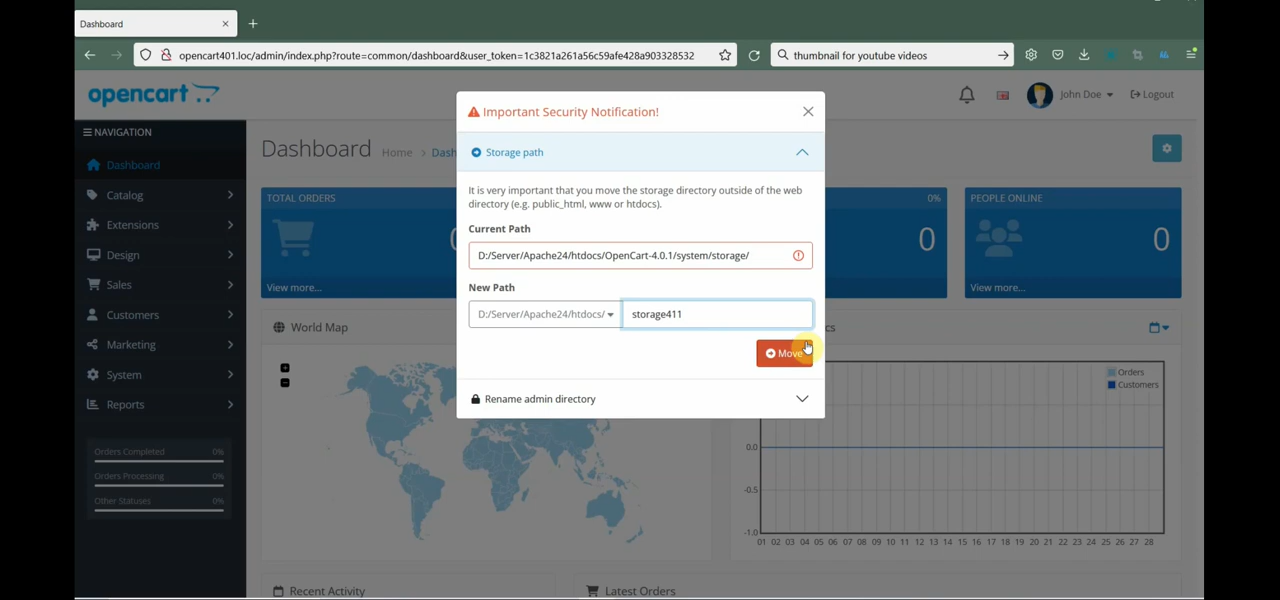 Dashboard
opencart401.loc/admin/index.php?route=common/dashboard&user_token=1c3821a261a56c59afe428a903328532
thumbnail for youtube videos
opencart
John Doe
Logout
NAVIGATION
Dashboard
Catalog
Extensions
Design
Sales
Customers
Marketing
System
Reports
Orders Completed 0%
Orders Processing 0%
Other Statuses 0%
Dashboard Home
TOTAL ORDERS
0%
PEOPLE ONLINE
0
0
View more...
View more...
Important Security Notification!
Storage path
It is very important that you move the storage directory outside of the web
directory (e.g. public_html, www or htdocs).
Current Path
D:/Server/Apache24/htdocs/OpenCart-4.0.1/system/storage/
New Path
D:/Server/Apache24/htdocs/ storage411
Move
Rename admin directory
World Map
Orders
Customers
0.0
-0.5
-1.0
01 02 03 04 05 06 07 08 09 10 11 12 13 14 15 16 17 18 19 20 21 22 23 24 25 26 27 28
Recent Activity
Latest Orders